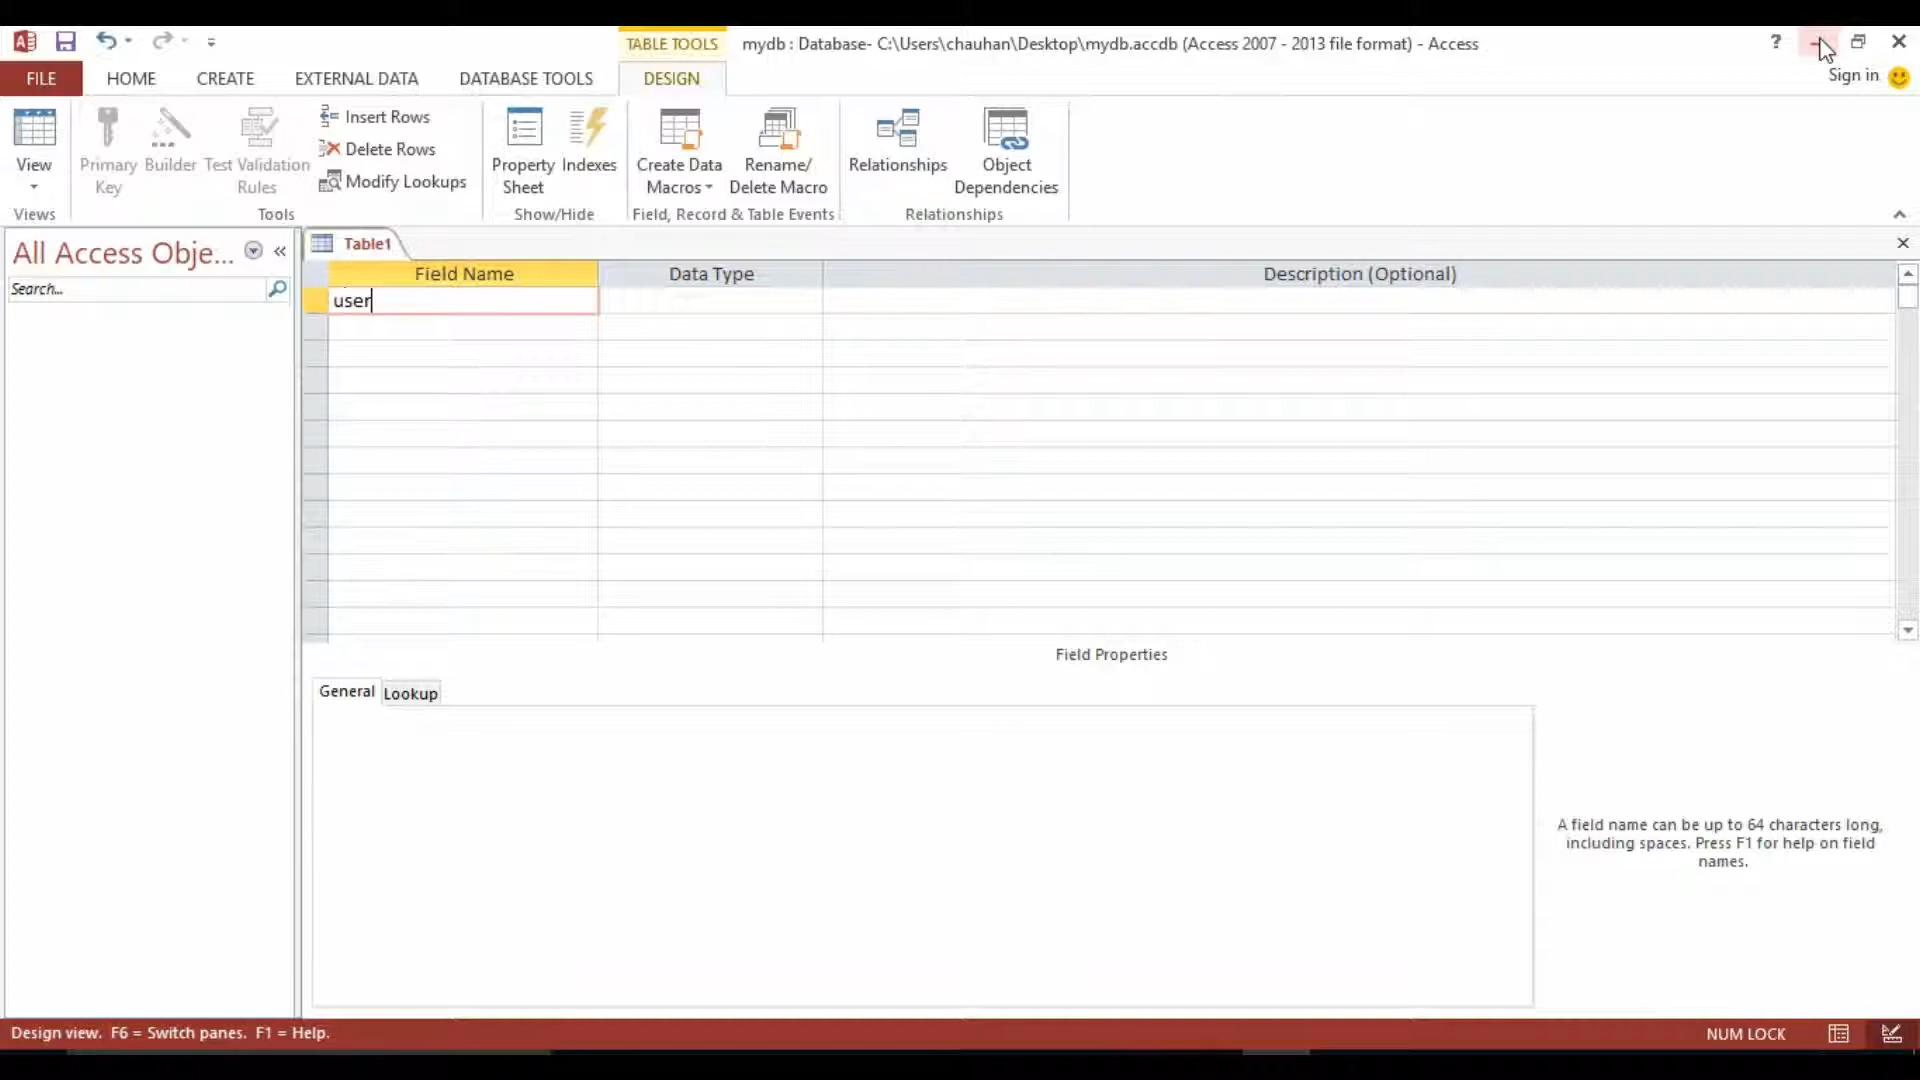 TABLE TOOLS
mydb : Database- C:\Users\chauhan\Desktop\mydb.accdb (Access 2007 - 2013 file format) - Access
?
Sign in
FILE
HOME
CREATE
EXTERNAL DATA
DATABASE TOOLS
DESIGN
View
Primary
Key
Builder
Test Validation
Rules
Insert Rows
Delete Rows
Modify Lookups
Property
Sheet
Indexes
Create Data
Macros
Rename/
Delete Macro
Relationships
Object
Dependencies
Views
Tools
Show/Hide
Field, Record & Table Events
Relationships
All Access Obje...
Search...
Table1
Field Name
Data Type
Description (Optional)
user
Field Properties
General
Lookup
A field name can be up to 64 characters long,
including spaces. Press F1 for help on field
names.
Design view. F6 = Switch panes. F1 = Help.
NUM LOCK